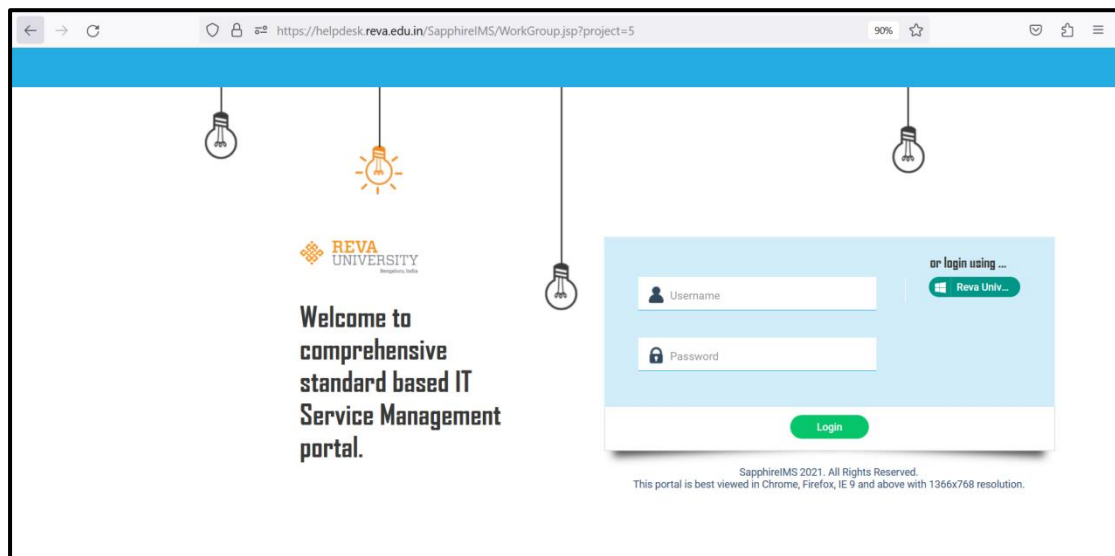 https://helpdesk.reva.edu.in/SapphireIMS/WorkGroup.jsp?project=5
90%
REVA
UNIVERSITY
Bengaluru, India
Welcome to
comprehensive
standard based IT
Service Management
portal.
Username
Password
or login using ...
Reva Univ...
Login
SapphireIMS 2021. All Rights Reserved.
This portal is best viewed in Chrome, Firefox, IE 9 and above with 1366x768 resolution.